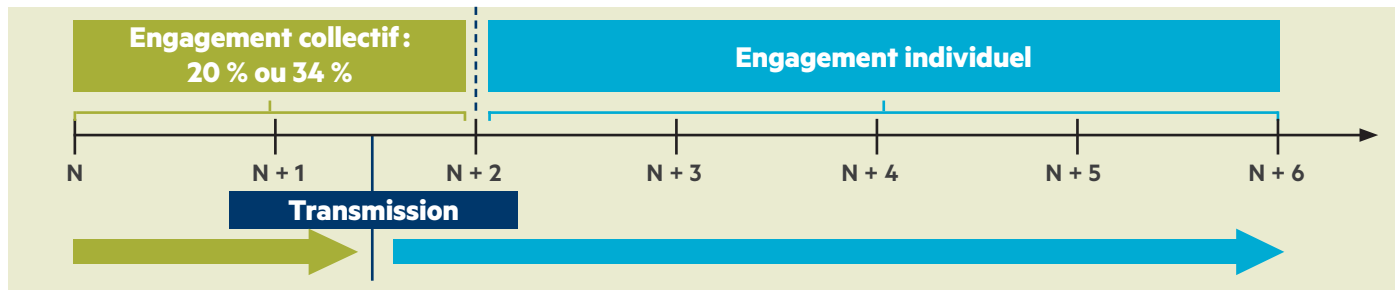 Engagement collectif :
20 % ou 34 %
Engagement individuel
N
N + 1
N + 2
N + 3
N + 4
N + 5
N + 6
Transmission